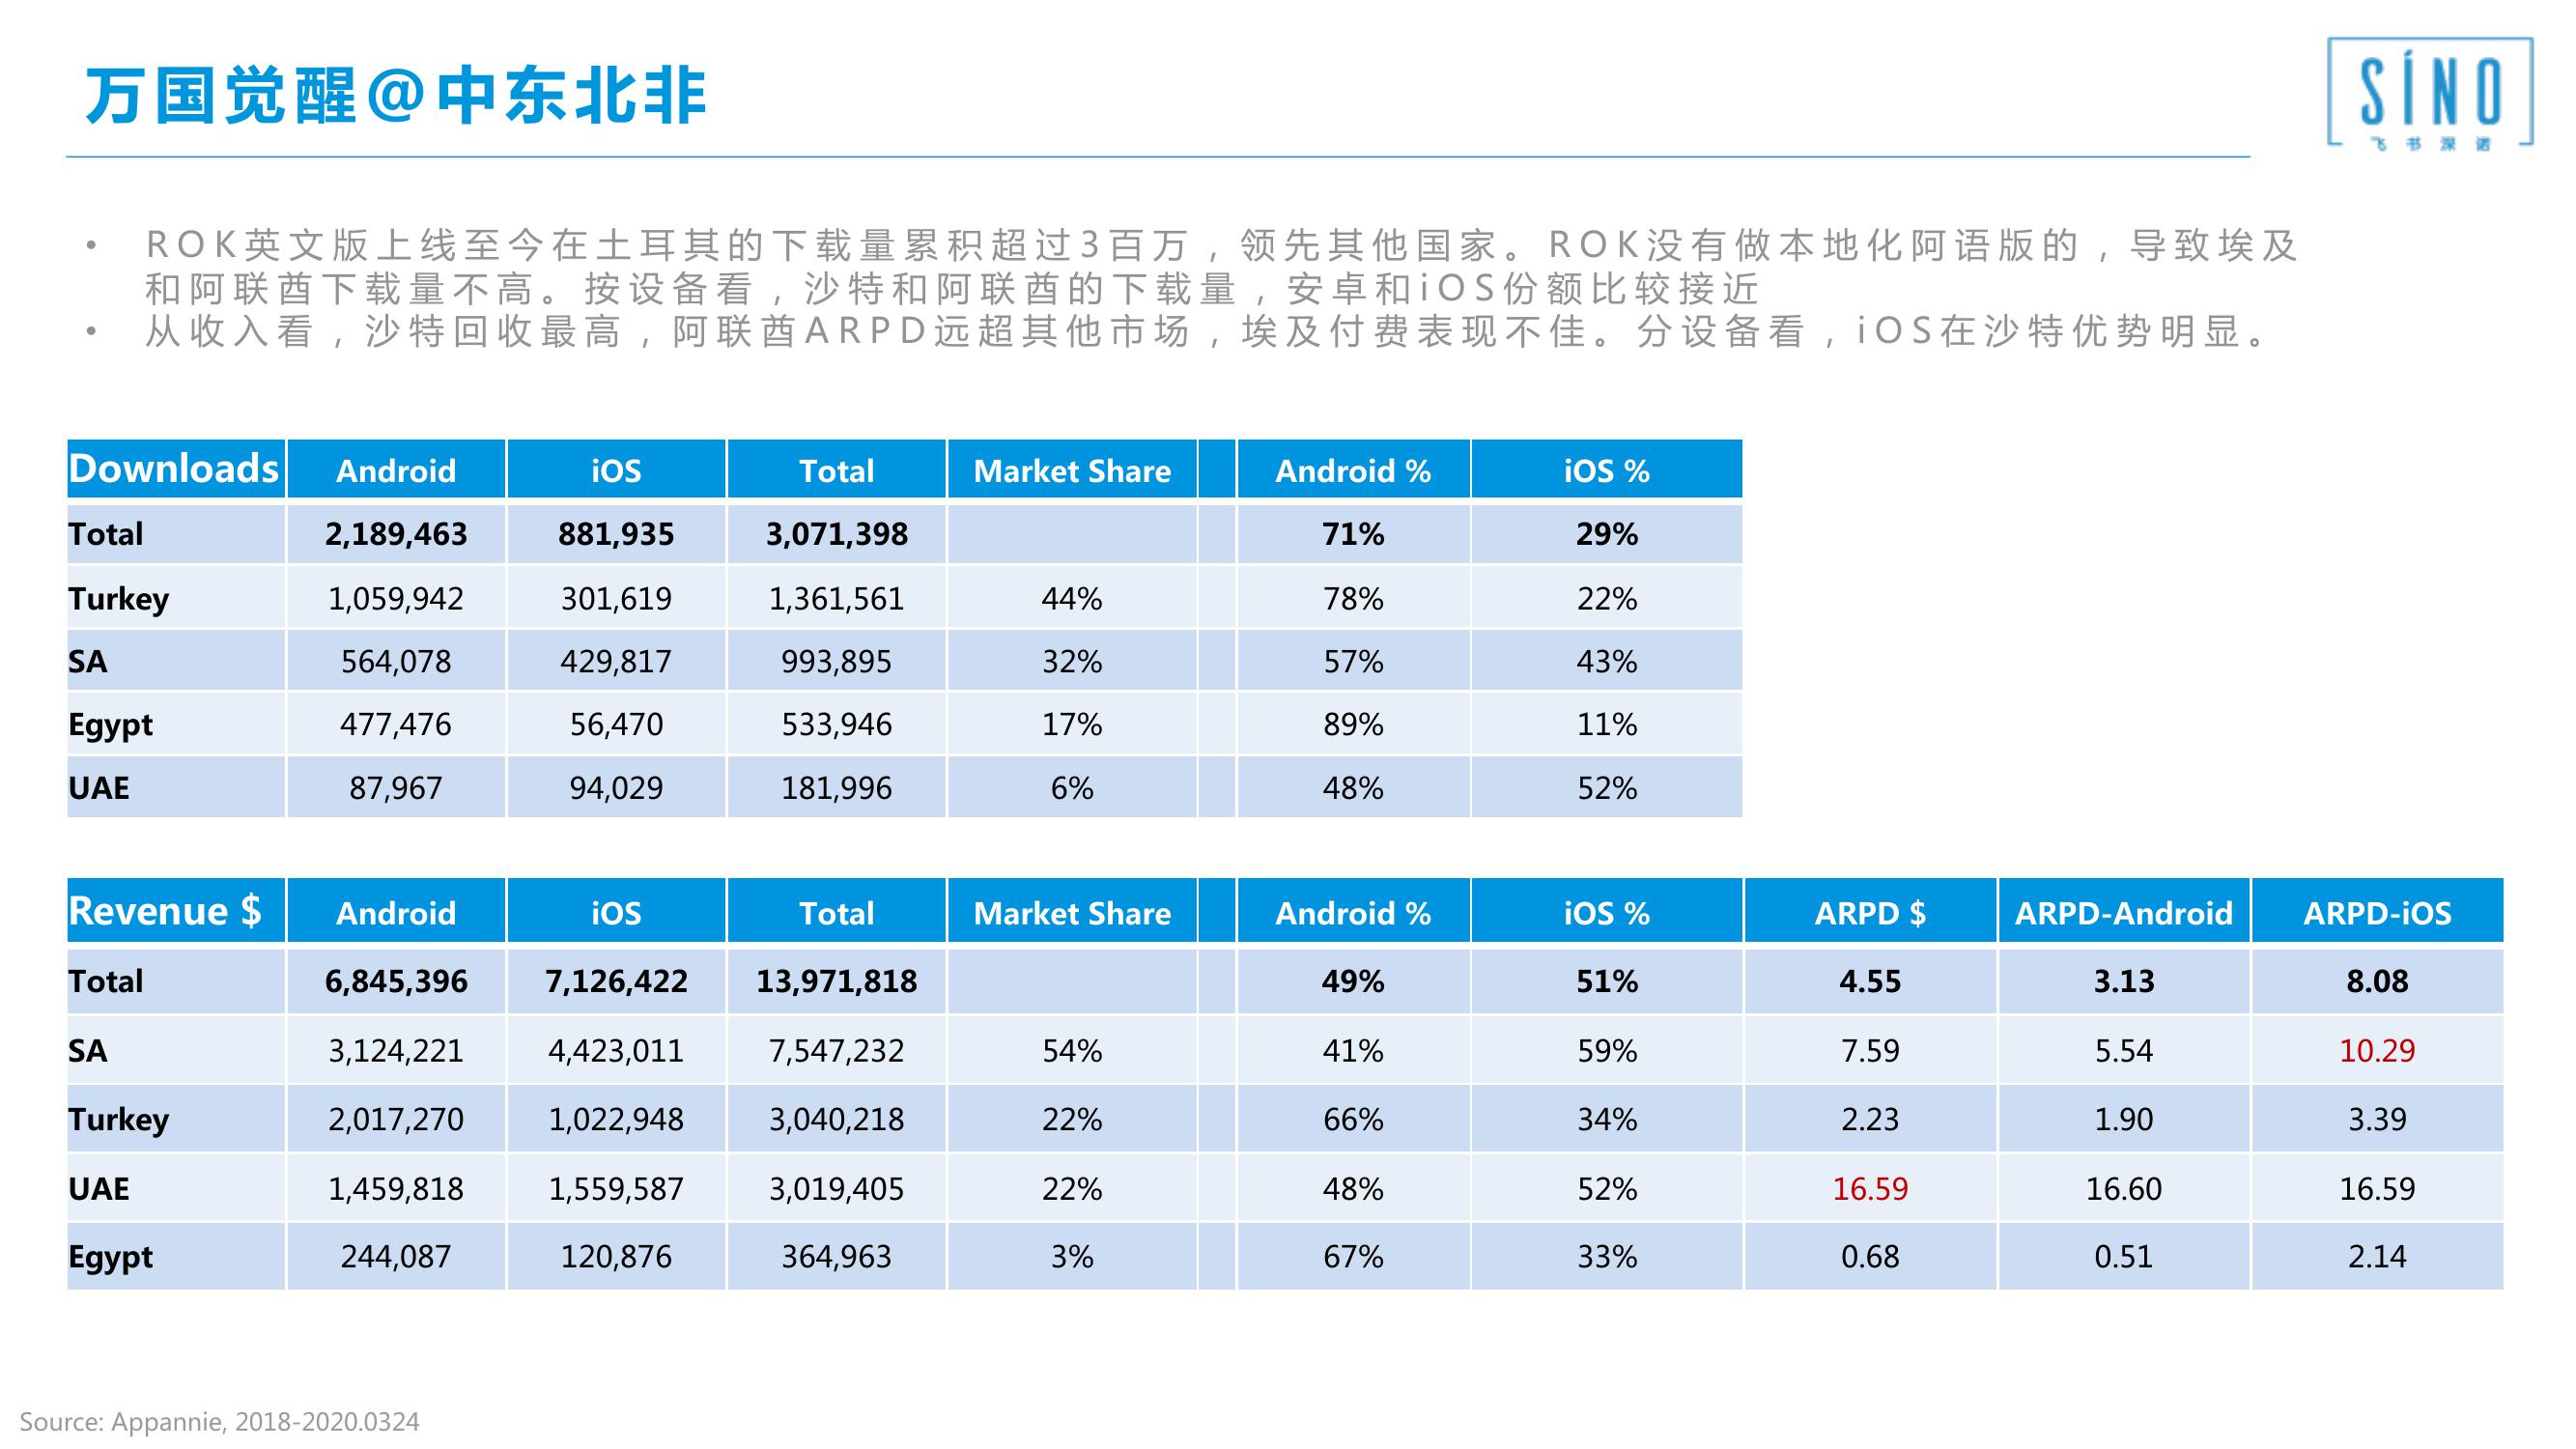 万国觉醒@中东北非
SÍNO
飞书深诺
• ROK英文版上线至今在土耳其的下载量累积超过3百万，领先其他国家。ROK没有做本地化阿语版的，导致埃及
和阿联酋下载量不高。按设备看，沙特和阿联酋的下载量，安卓和iOS份额比较接近
• 从收入看，沙特回收最高，阿联酋ARPD远超其他市场，埃及付费表现不佳。分设备看，iOS在沙特优势明显。
Downloads Android iOS Total Market Share Android % iOS %
Total 2,189,463 881,935 3,071,398 71% 29%
Turkey 1,059,942 301,619 1,361,561 44% 78% 22%
SA 564,078 429,817 993,895 32% 57% 43%
Egypt 477,476 56,470 533,946 17% 89% 11%
UAE 87,967 94,029 181,996 6% 48% 52%
Revenue $ Android iOS Total Market Share Android % iOS % ARPD $ ARPD-Android ARPD-iOS
Total 6,845,396 7,126,422 13,971,818 49% 51% 4.55 3.13 8.08
SA 3,124,221 4,423,011 7,547,232 54% 41% 59% 7.59 5.54 10.29
Turkey 2,017,270 1,022,948 3,040,218 22% 66% 34% 2.23 1.90 3.39
UAE 1,459,818 1,559,587 3,019,405 22% 48% 52% 16.59 16.60 16.59
Egypt 244,087 120,876 364,963 3% 67% 33% 0.68 0.51 2.14
Source: Appannie, 2018-2020.0324